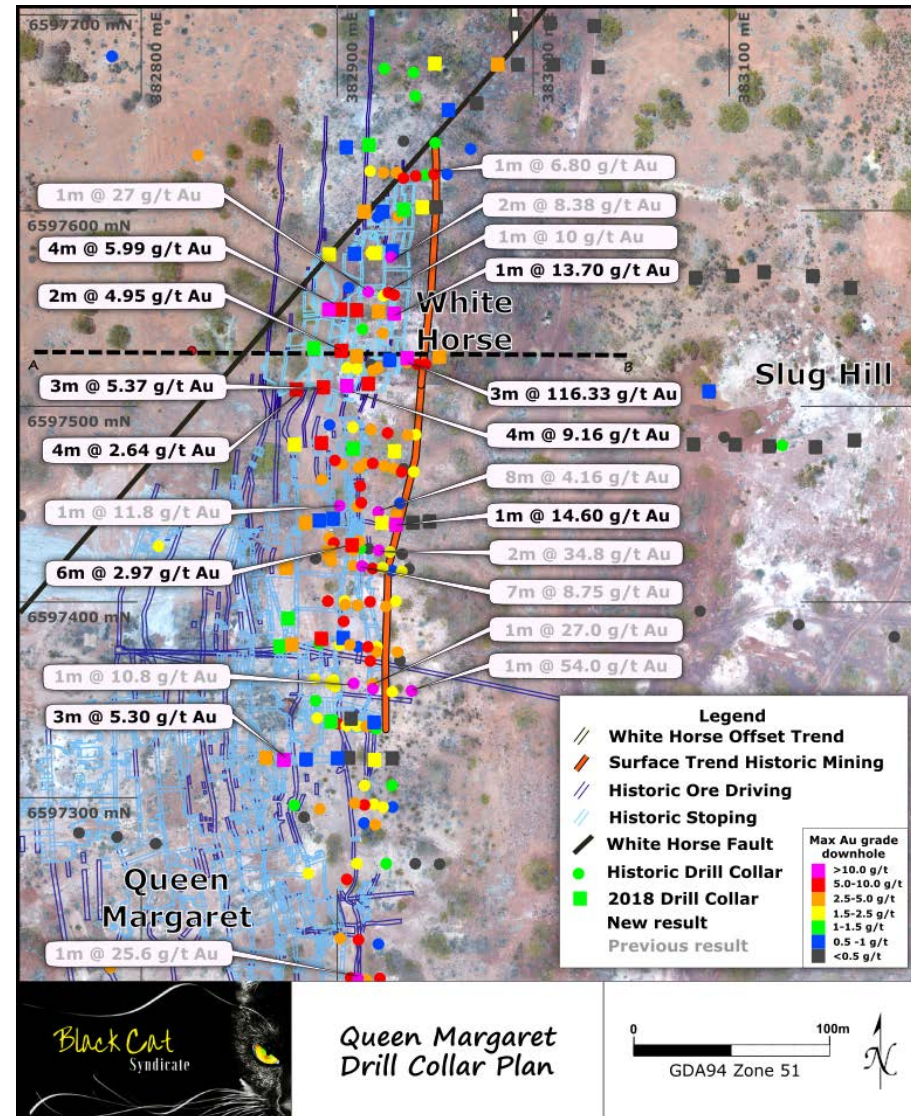 6597700 mN
382800 mE
382900 mE
383000 mE
383100 mE
1m @ 6.80 g/t Au
1m @ 27 g/t Au
2m @ 8.38 g/t Au
6597600 mN
1m @ 10 g/t Au
4m @ 5.99 g/t Au
1m @ 13.70 g/t Au
2m @ 4.95 g/t Au
White
Horse
A
B
3m @ 5.37 g/t Au
Slug Hill
3m @ 116.33 g/t Au
6597500 mN
4m @ 9.16 g/t Au
4m @ 2.64 g/t Au
8m @ 4.16 g/t Au
1m @ 11.8 g/t Au
1m @ 14.60 g/t Au
2m @ 34.8 g/t Au
6m @ 2.97 g/t Au
7m @ 8.75 g/t Au
6597400 mN
1m @ 27.0 g/t Au
1m @ 10.8 g/t Au
1m @ 54.0 g/t Au
3m @ 5.30 g/t Au
6597300 mN
Queen
Margaret
1m @ 25.6 g/t Au
Legend
White Horse Offset Trend
Surface Trend Historic Mining
Historic Ore Driving
Historic Stoping
White Horse Fault
Historic Drill Collar
2018 Drill Collar
New result
Previous result
Max Au grade
downhole
>10.0 g/t
5.0-10.0 g/t
2.5-5.0 g/t
1.5-2.5 g/t
1-1.5 g/t
0.5 -1 g/t
<0.5 g/t
Black Cat
Syndicate
Queen Margaret
Drill Collar Plan
0
100m
GDA94 Zone 51
N